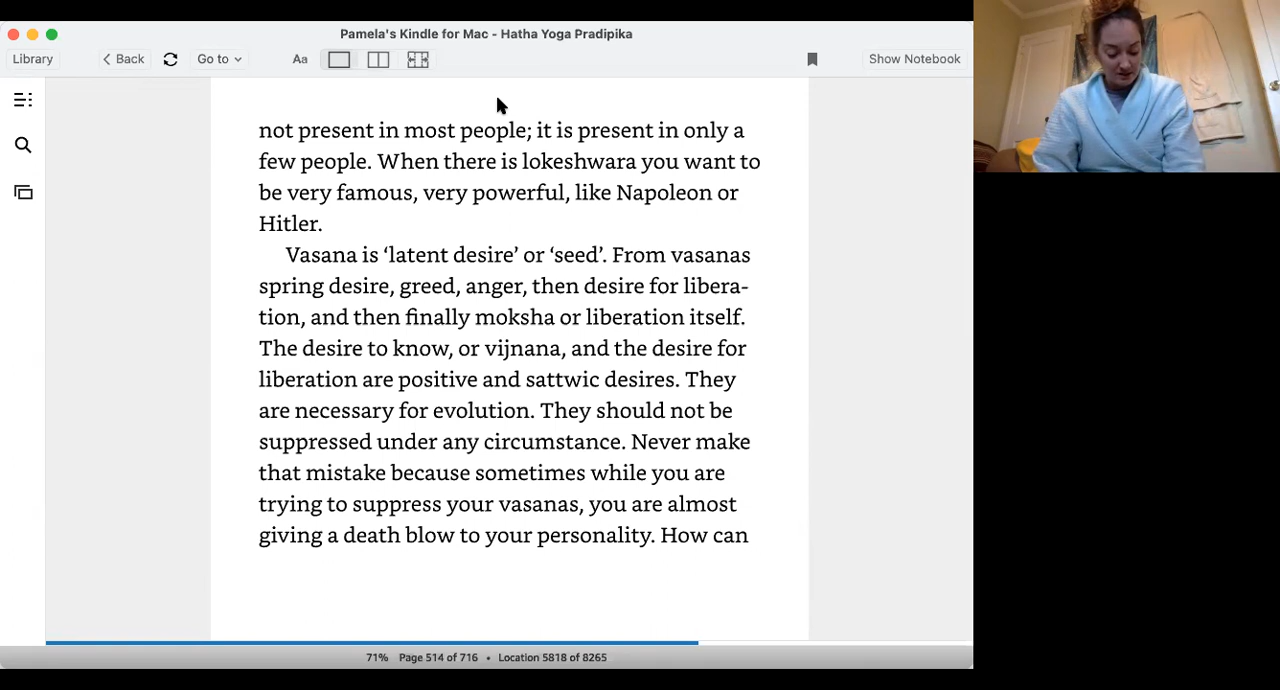 Pamela's Kindle for Mac - Hatha Yoga Pradipika
Library
Back
Go to
Aa
Show Notebook
not present in most people; it is present in only a
few people. When there is lokeshwara you want to
be very famous, very powerful, like Napoleon or
Hitler.
Vasana is ‘latent desire’ or ‘seed’. From vasanas
spring desire, greed, anger, then desire for libera-
tion, and then finally moksha or liberation itself.
The desire to know, or vijnana, and the desire for
liberation are positive and sattwic desires. They
are necessary for evolution. They should not be
suppressed under any circumstance. Never make
that mistake because sometimes while you are
trying to suppress your vasanas, you are almost
giving a death blow to your personality. How can
71% Page 514 of 716 • Location 5818 of 8265